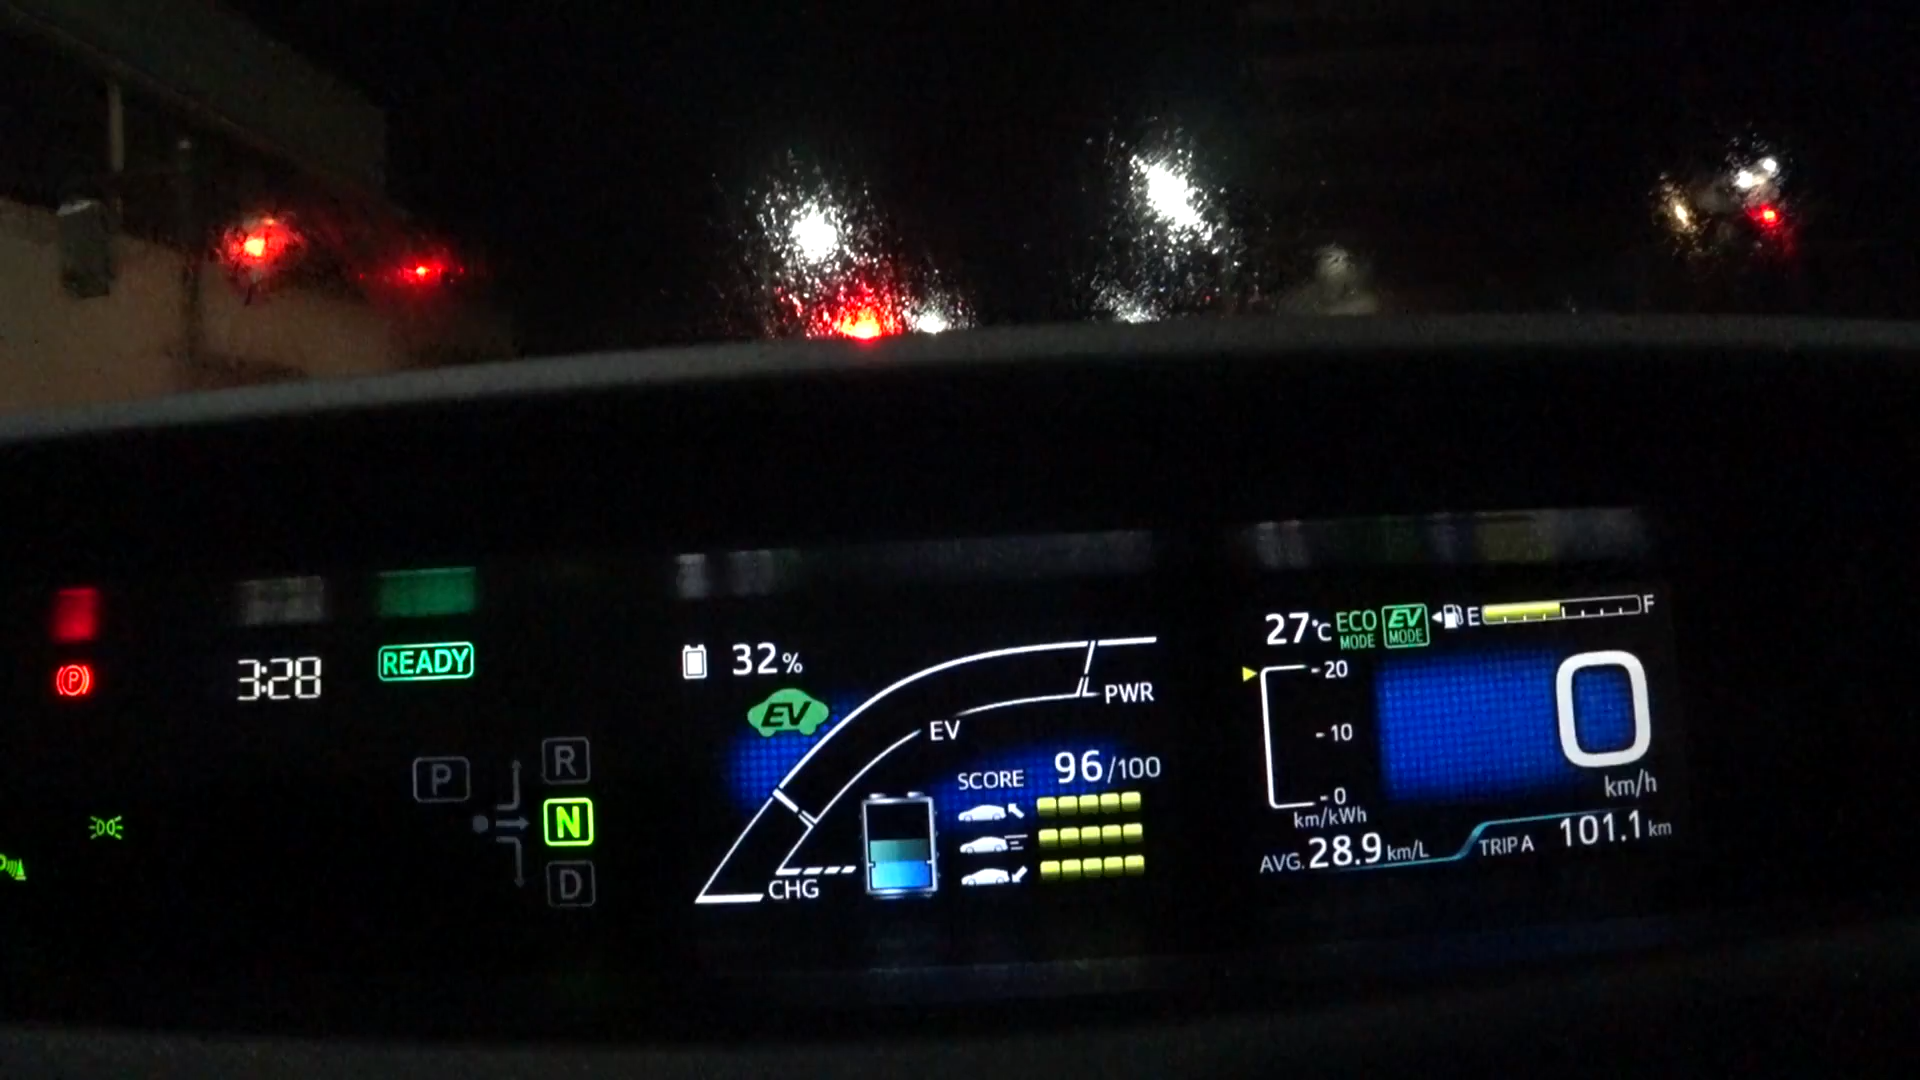 3:28
READY
P
R
N
D
32%
EV
EV
PWR
CHG
SCORE 96/100
27°C ECO MODE EV MODE E F
20
10
0
km/kWh
0
km/h
AVG. 28.9 km/L TRIP A 101.1 km